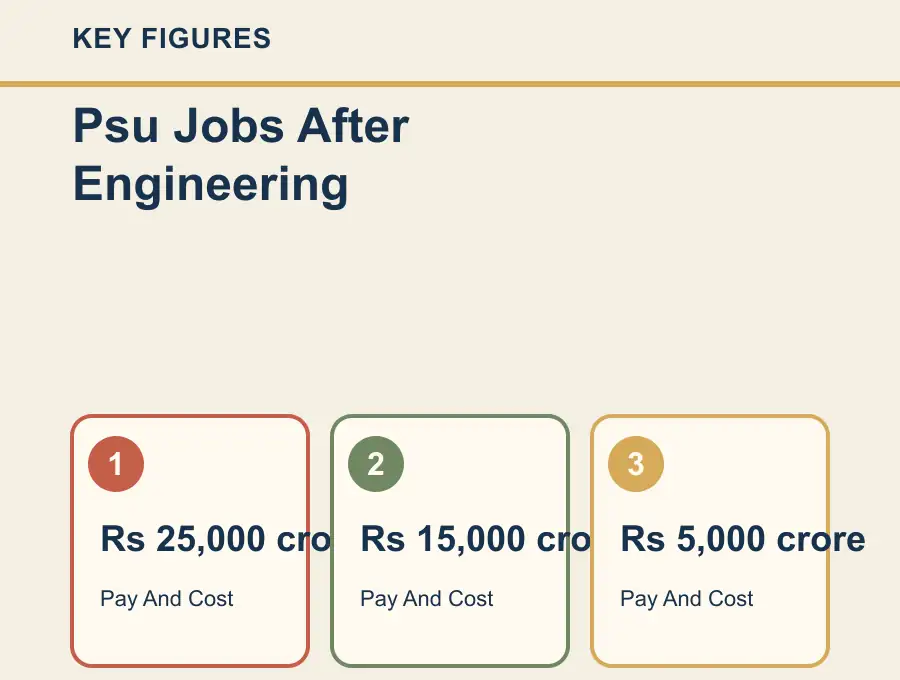 KEY FIGURES
Psu Jobs After
Engineering
1
2
3
Rs 25,000 cro
Rs 15,000 cro
Rs 5,000 crore
Pay And Cost
Pay And Cost
Pay And Cost